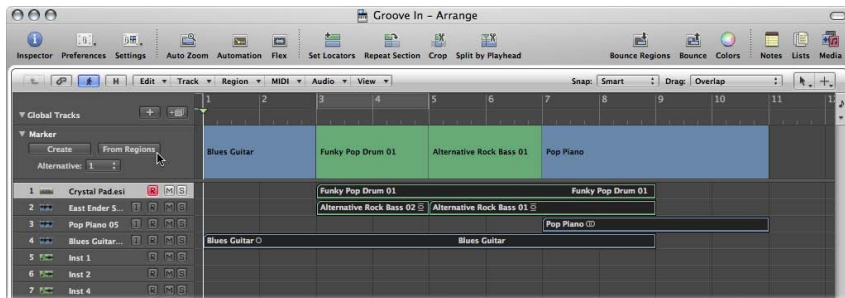 Groove In - Arrange
Inspector Preferences Settings Auto Zoom Automation Flex Set Locators Repeat Section Crop Split by Playhead Bounce Regions Bounce Colors Notes Lists Media
H Edit Track Region MIDI Audio View Snap: Smart Drag: Overlap
1 2 3 4 5 6 7 8 9 10 11
Global Tracks
Marker
Create From Regions
Blues Guitar Funky Pop Drum 01 Alternative Rock Bass 01 Pop Piano
Alternative: 1
1 Crystal Pad.esi R M S Funky Pop Drum 01 Funky Pop Drum 01
2 East Ender S... I R M S Alternative Rock Bass 02 Alternative Rock Bass 01
3 Pop Piano 05 I R M S Pop Piano
4 Blues Guitar... I R M S Blues Guitar Blues Guitar
5 Inst 1 R M S
6 Inst 2 R M S
7 Inst 4 R M S